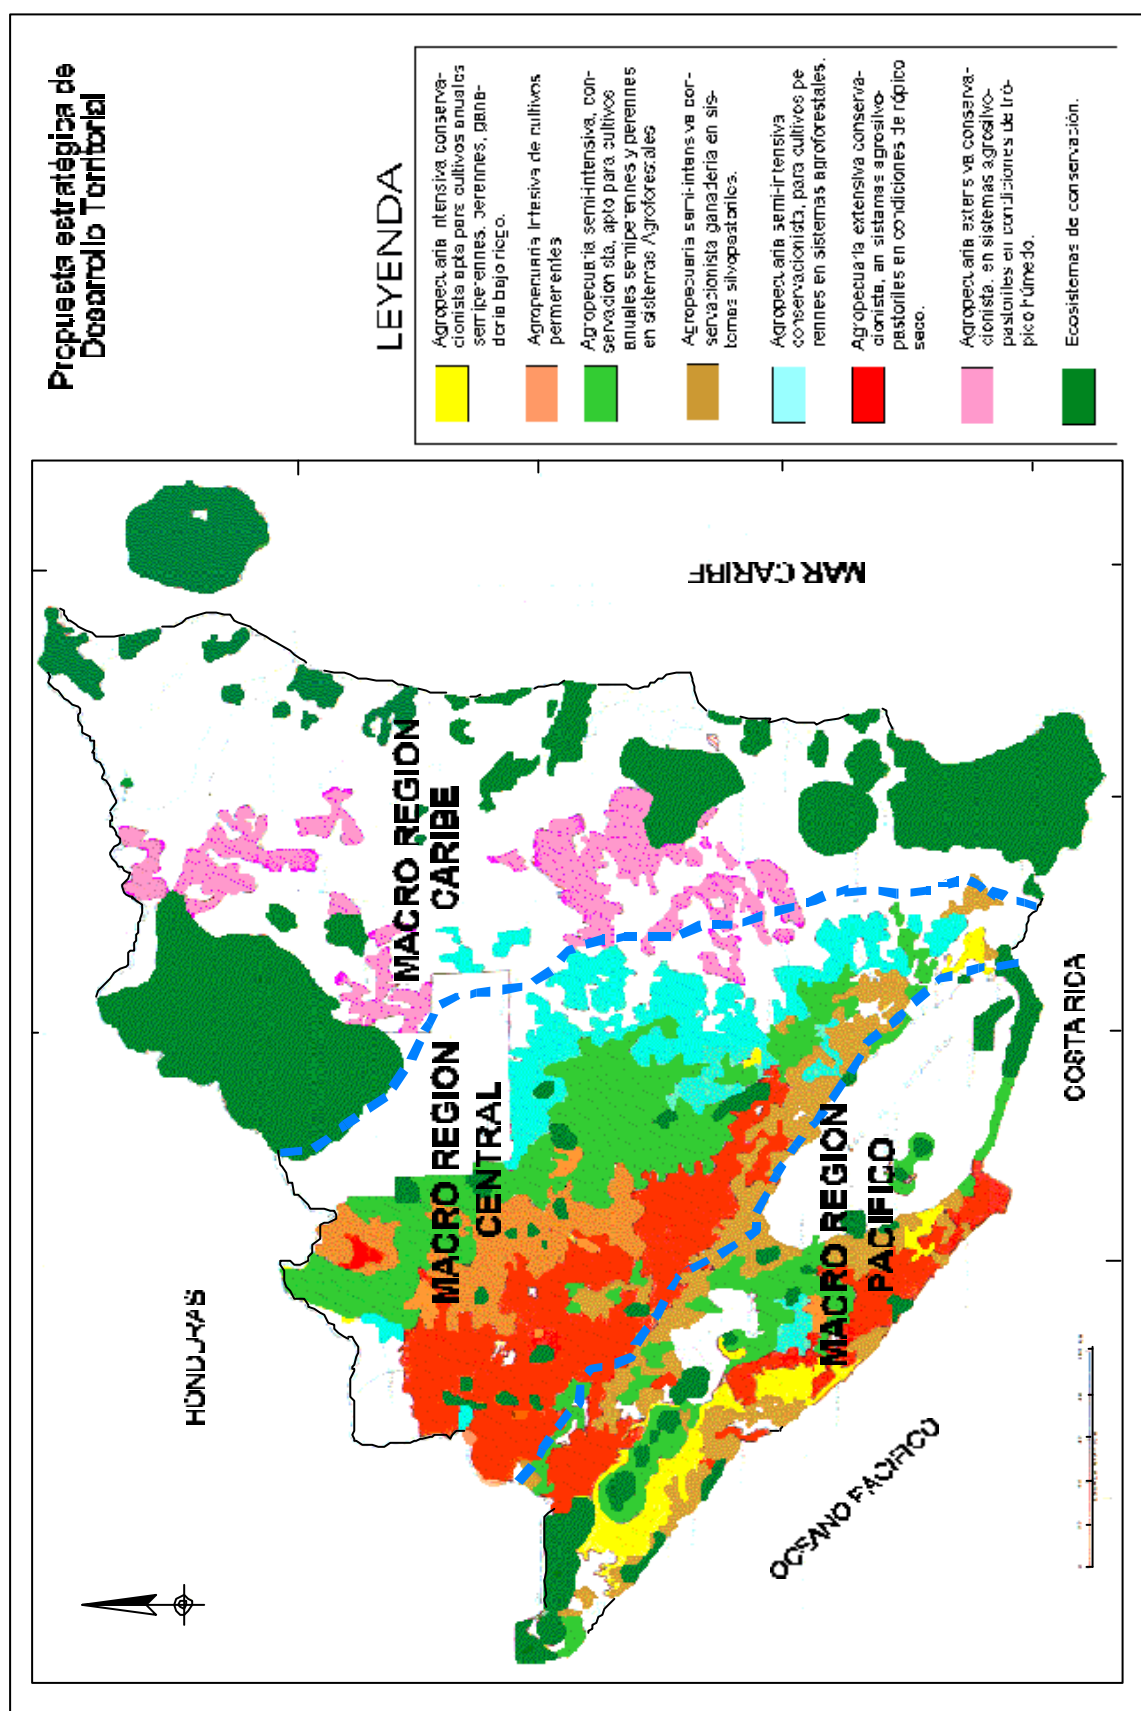 Propuesta estratégica de
Desarrollo Territorial
LEYENDA
Agropecuaria intensiva conserva-
cionista apta para cultivos anuales
semiperennes, perennes, gana-
dería bajo riego.
Agropecuaria Intesiva de cultivos
permenentes
Agropecuaria semi-intensiva, con-
servacionista, apto para cultivos
anuales semiperennes y perennes
en sistemas Agroforestales
Agropecuaria semi-intensiva con-
servacionista ganadería en sis-
temas silvopastoriles.
Agropecuaria semi-intensiva
conservacionista, para cultivos pe
rennes en sistemas agroforestales.
Agropecuaria extensiva conserva-
cionista, en sistamas agrosilvo-
pastoriles en condiciones de rópico
seco.
Agropecuaria extensiva conserva-
cionista, en sistemas agrosilvo-
pastoriles en condiciones de tró-
pico húmedo.
Ecosistemas de conservación.
HONDURAS
MAR CARIBE
MACRO REGION
CARIBE
MACRO REGION
CENTRAL
MACRO REGION
PACIFICO
OCEANO PACIFICO
COSTA RICA